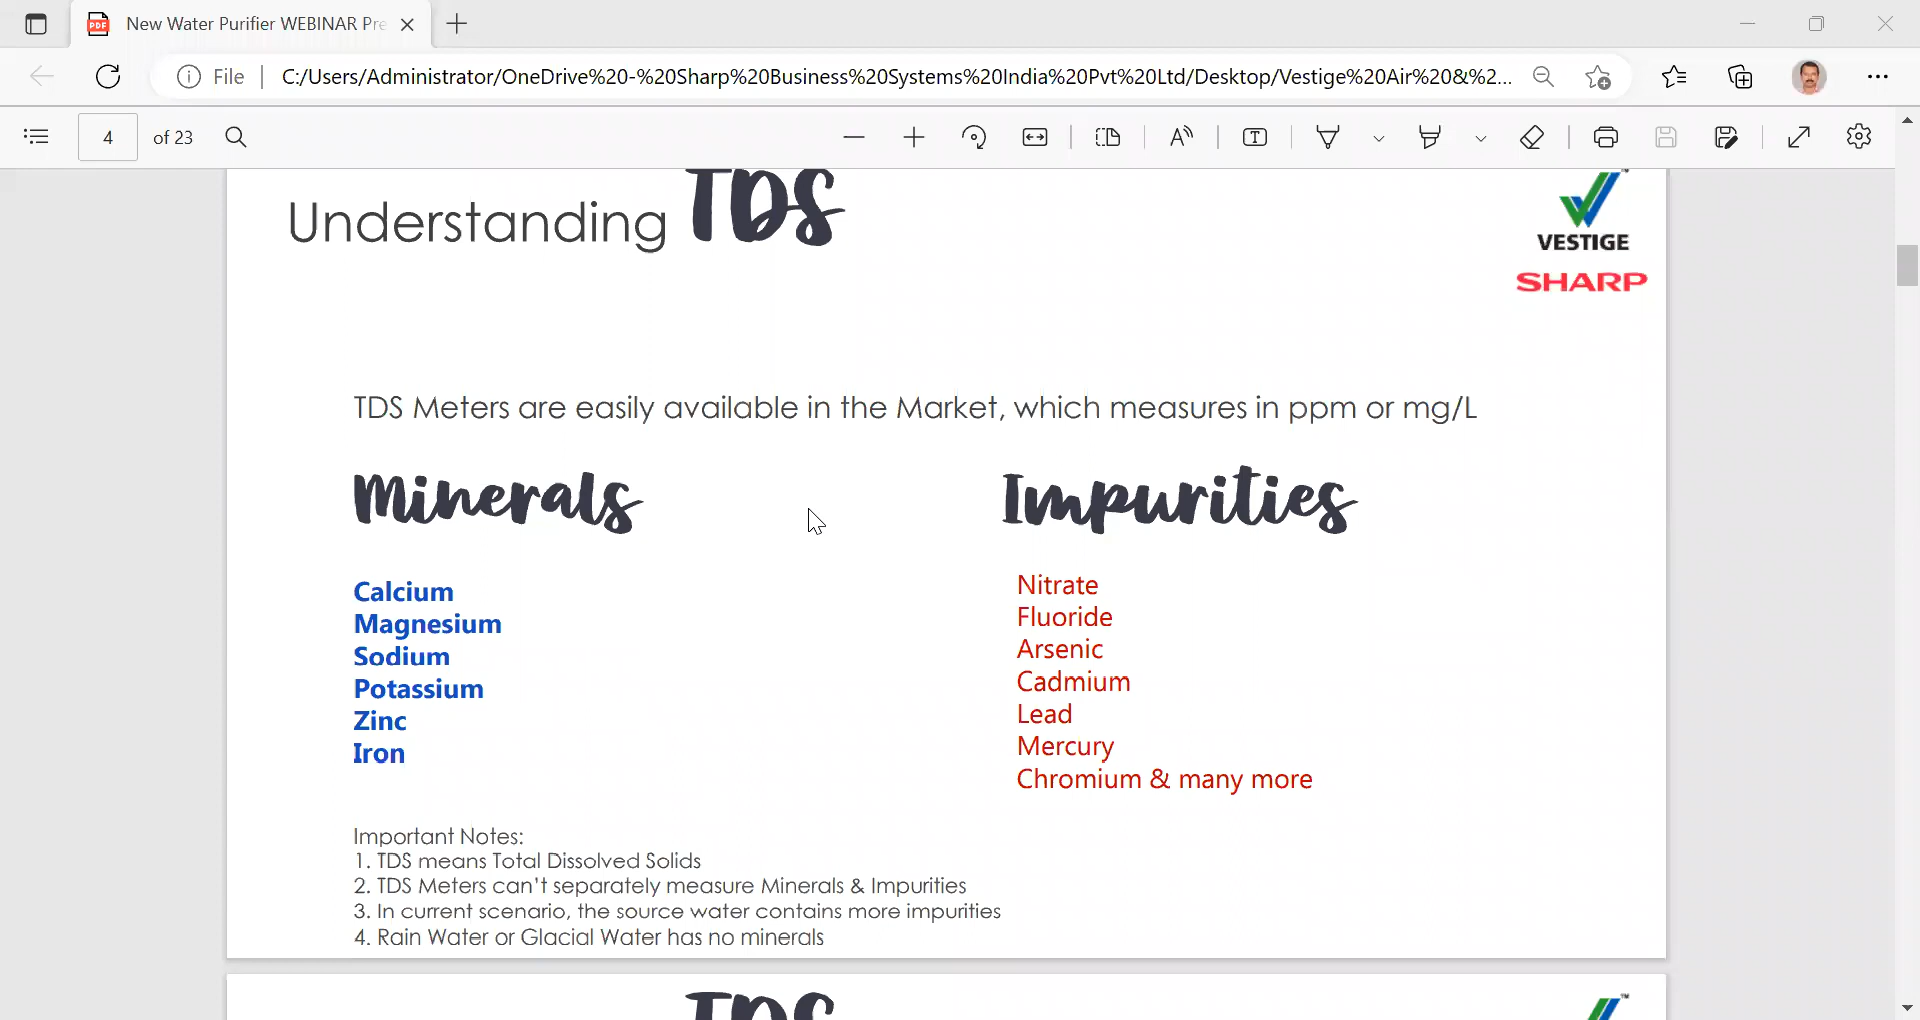 New Water Purifier WEBINAR Pre
File
C:/Users/Administrator/OneDrive%20-%20Sharp%20Business%20Systems%20India%20Pvt%20Ltd/Desktop/Vestige%20Air%20&%2...
4 of 23
Understanding TDS
VESTIGE
SHARP
TDS Meters are easily available in the Market, which measures in ppm or mg/L
Minerals
Calcium
Magnesium
Sodium
Potassium
Zinc
Iron
Impurities
Nitrate
Fluoride
Arsenic
Cadmium
Lead
Mercury
Chromium & many more
Important Notes:
1. TDS means Total Dissolved Solids
2. TDS Meters can't separately measure Minerals & Impurities
3. In current scenario, the source water contains more impurities
4. Rain Water or Glacial Water has no minerals
TDS